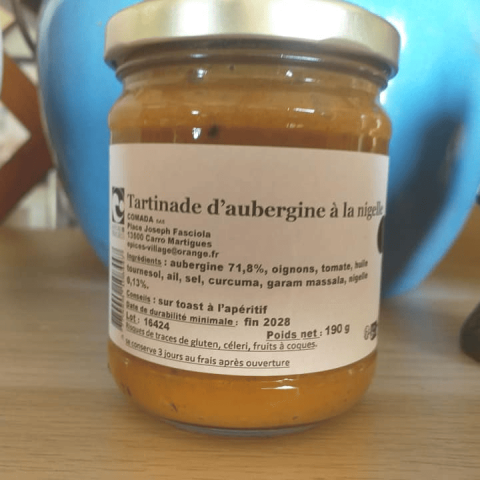 Tartinade d'aubergine à la nigelle
COMADA SAS
Place Joseph Fasciola
13500 Carro Martigues
epices-village@orange.fr
Ingrédients : aubergine 71,8%, oignons, tomate, huile
tournesol, ail, sel, curcuma, garam massala, nigelle
0,13%.
Conseils : sur toast à l'apéritif
Date de durabilité minimale : fin 2028
Lot : 16424
Poids net : 190 g
Risques de traces de gluten, céleri, fruits à coques.
se conserve 3 jours au frais après ouverture